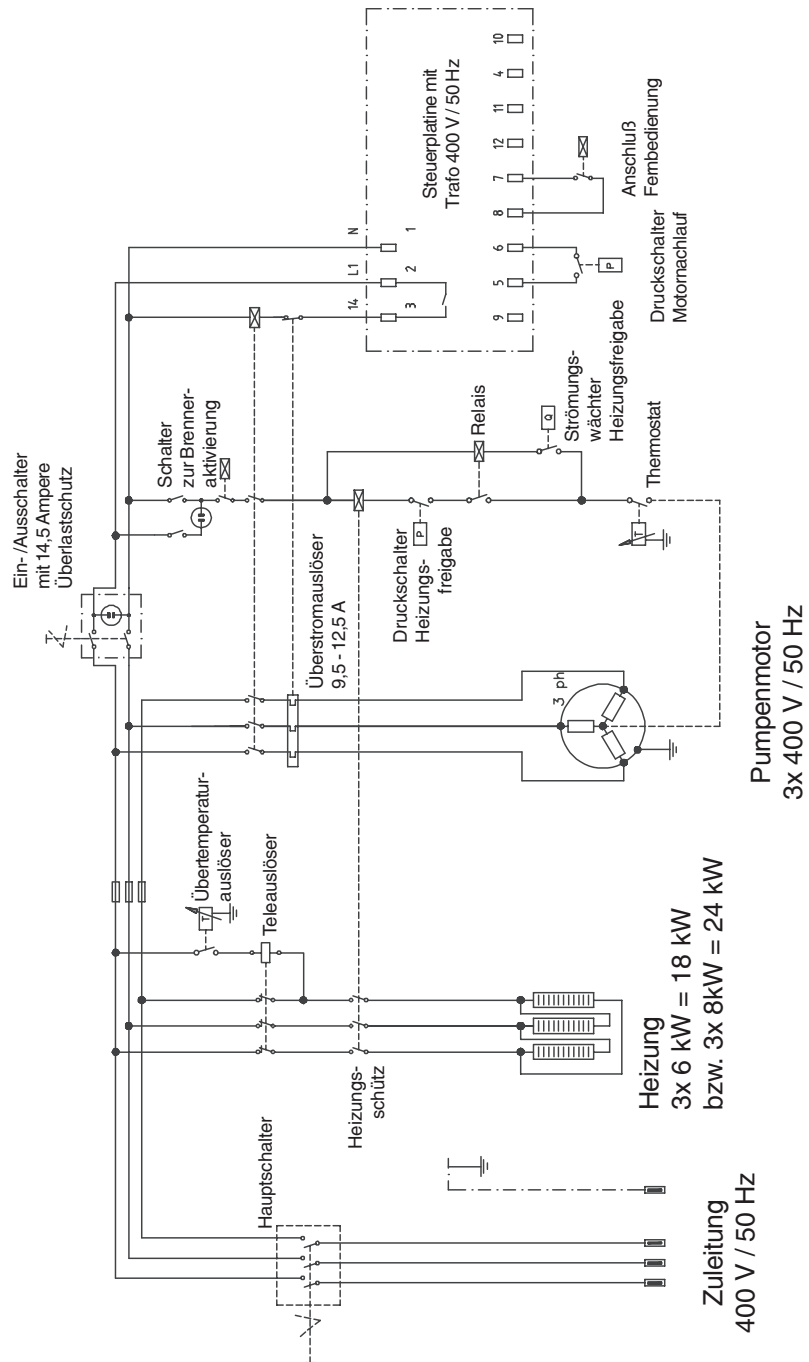 Zuleitung
400 V / 50 Hz
Hauptschalter
Heizungs-
schütz
Heizung
3x 6 kW = 18 kW
bzw. 3x 8kW = 24 kW
Übertemperatur-
auslöser
T
Teleauslöser
Ein- /Ausschalter
mit 14,5 Ampere
Überlastschutz
Überstromauslöser
9,5 - 12,5 A
3 ph
Pumpenmotor
3x 400 V / 50 Hz
Schalter
zur Brenner-
aktivierung
Druckschalter
Heizungs-
freigabe
P
Relais
Strömungs-
wächter
Heizungsfreigabe
Q
Thermostat
T
Steuerplatine mit
Trafo 400 V / 50 Hz
14
L1
N
3
2
1
9
5
6
8
7
12
11
4
10
P
Druckschalter
Motornachlauf
Anschluß
Fernbedienung